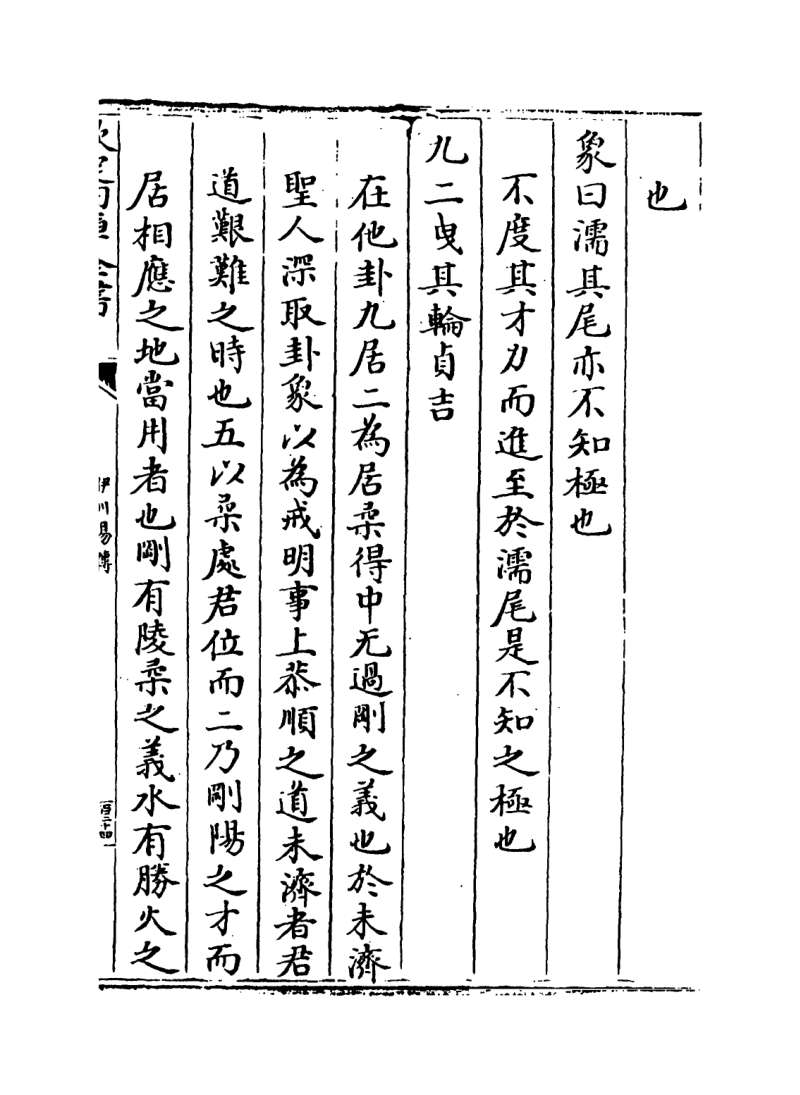 也
象曰濡其尾亦不知極也
不度其才力而進至於濡尾是不知之極也
九二曳其輪貞吉
在他卦九居二為居柔得中无過剛之義也於未濟
聖人深取卦象以為戒明事上恭順之道未濟者君
道艱難之時也五以柔處君位而二乃剛陽之才而
居相應之地當用者也剛有陵柔之義水有勝火之
伊川易傳